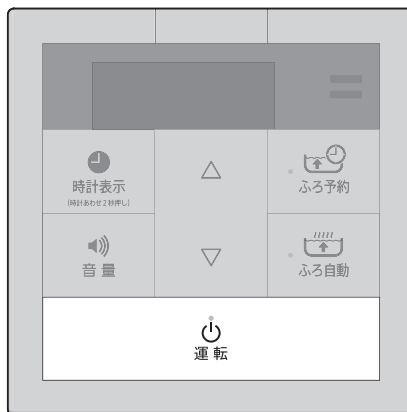 時計表示
(時計あわせ2秒押し)
ふろ予約
音量
ふろ自動
運転